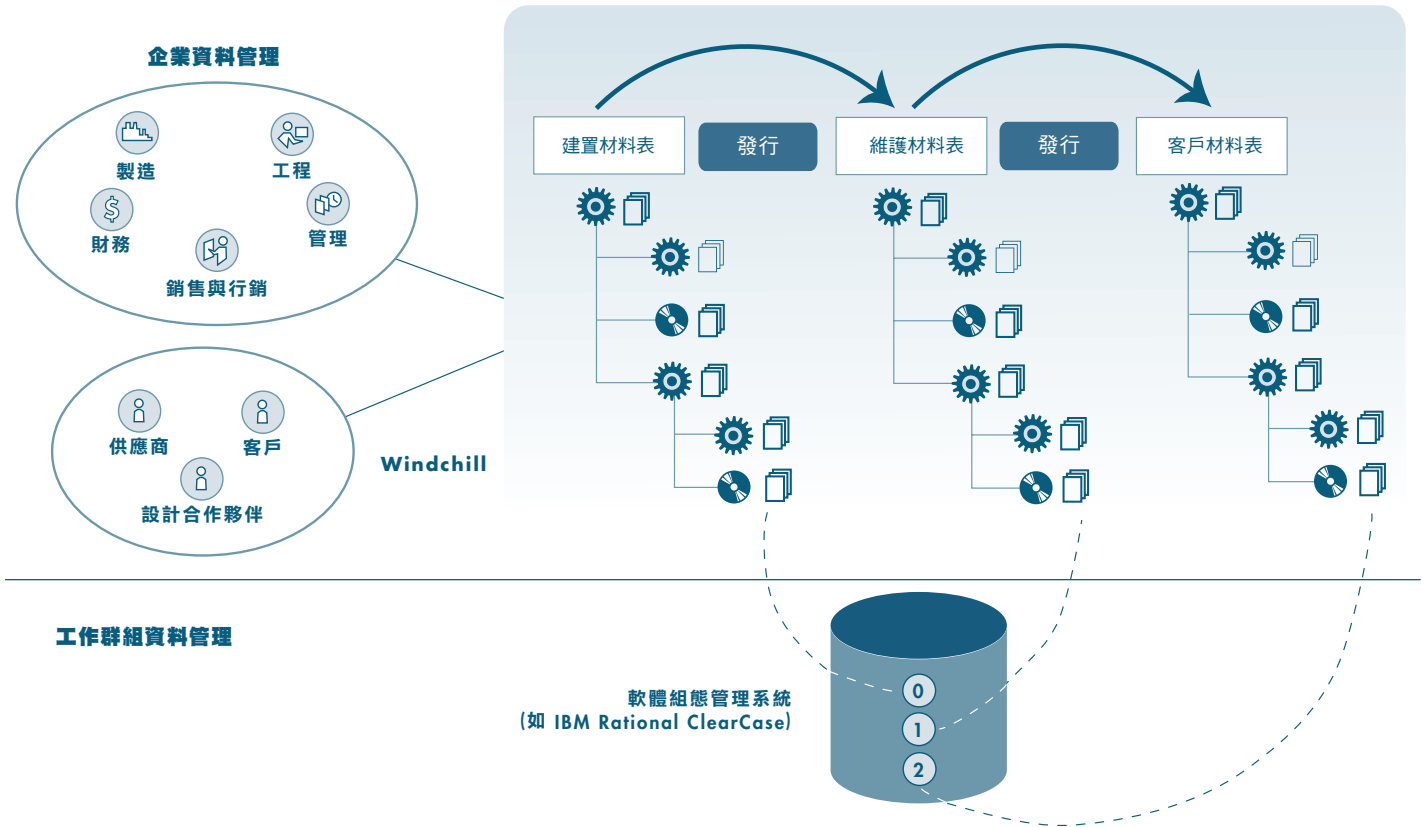 企業資料管理
製造
工程
財務
管理
銷售與行銷
供應商
客戶
設計合作夥伴
Windchill
建置材料表
發行
維護材料表
發行
客戶材料表
工作群組資料管理
軟體組態管理系統
(如 IBM Rational ClearCase)
0
1
2